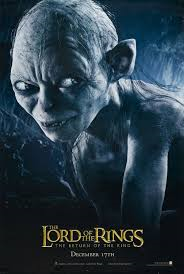 THE LORD OF THE RINGS
THE RETURN OF THE KING
DECEMBER 17TH